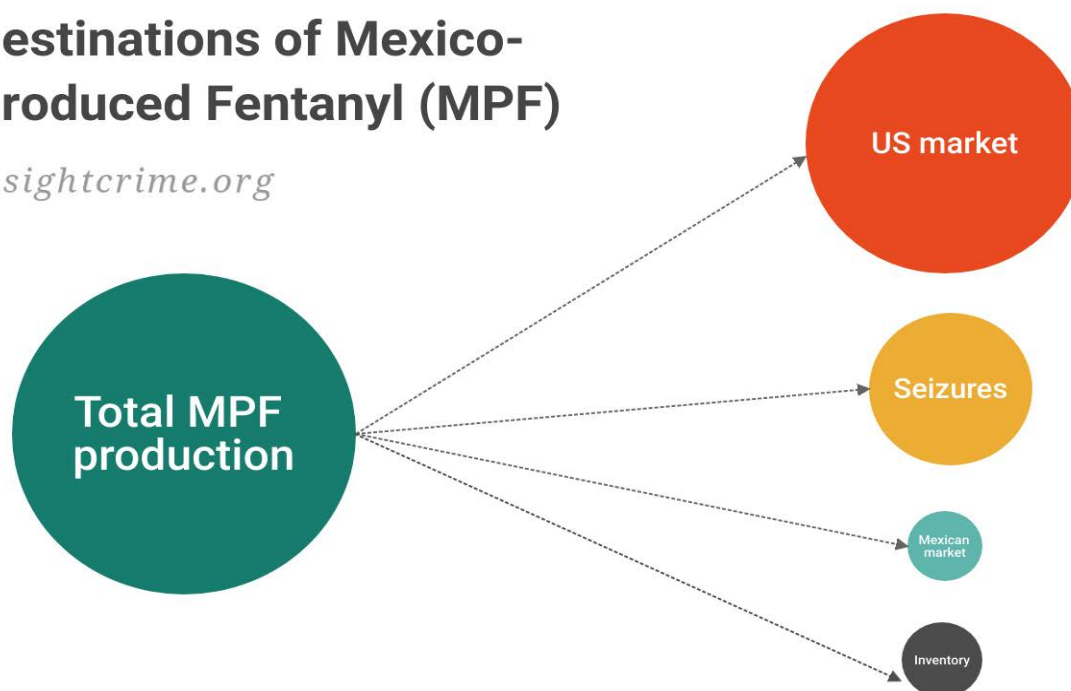 estinations of Mexico-
roduced Fentanyl (MPF)
sightcrime.org
US market
Total MPF
production
Seizures
Mexican
market
Inventory